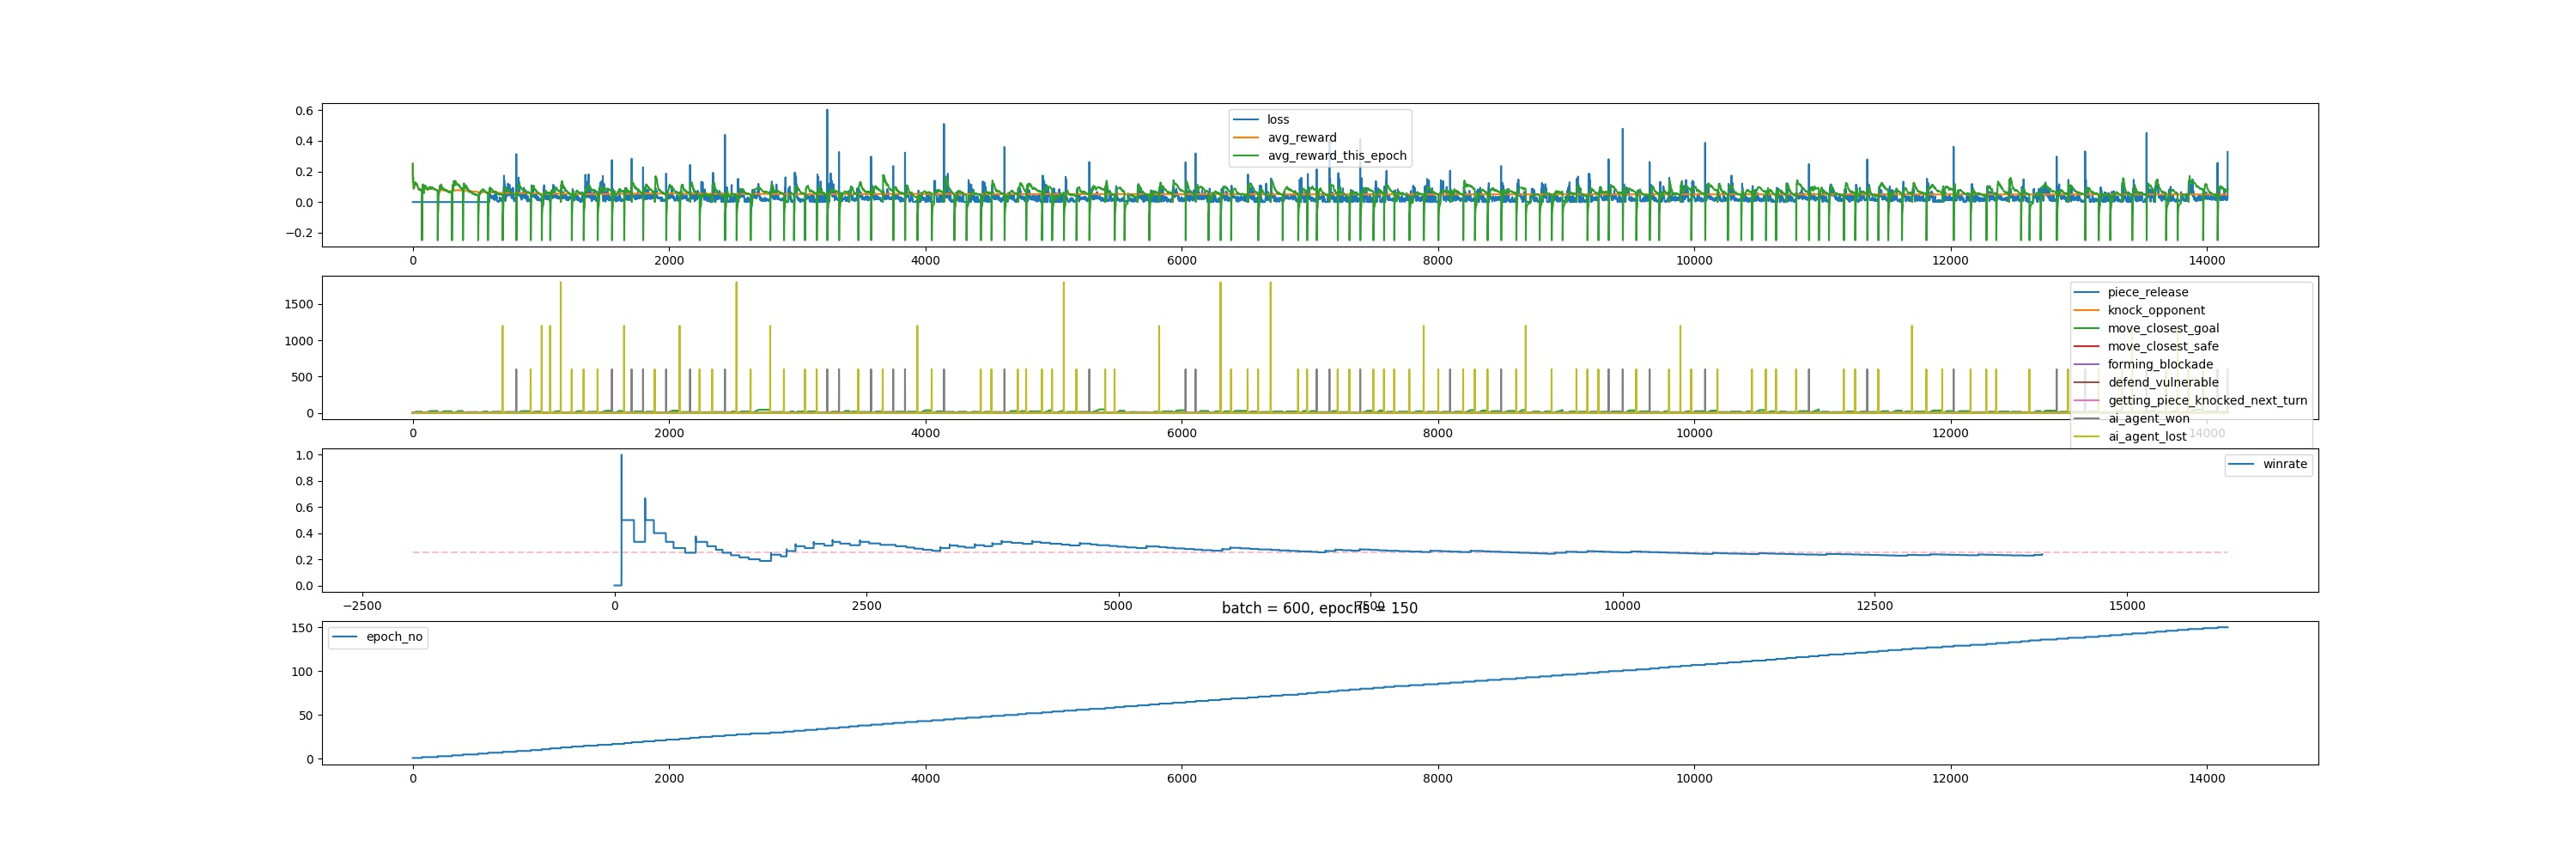 0.6
0.4
0.2
0.0
−0.2
loss
avg_reward
avg_reward_this_epoch
0 2000 4000 6000 8000 10000 12000 14000
1500
1000
500
0
piece_release
knock_opponent
move_closest_goal
move_closest_safe
forming_blockade
defend_vulnerable
getting_piece_knocked_next_turn
ai_agent_won
ai_agent_lost
0 2000 4000 6000 8000 10000 12000 14000
1.0
0.8
0.6
0.4
0.2
0.0
winrate
−2500 0 2500 5000 7500 10000 12500 15000
batch = 600, epochs = 150
150
100
50
0
epoch_no
0 2000 4000 6000 8000 10000 12000 14000